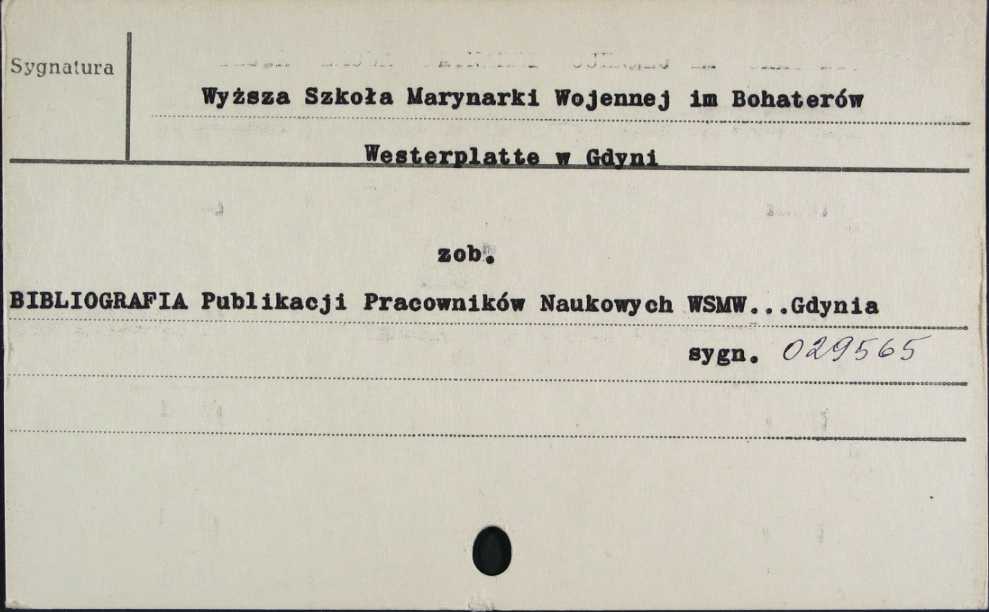 Sygnatura
Wyższa Szkoła Marynarki Wojennej im Bohaterów
Westerplatte w Gdyni
zob.
BIBLIOGRAFIA Publikacji Pracowników Naukowych WSMW...Gdynia
sygn. 029565